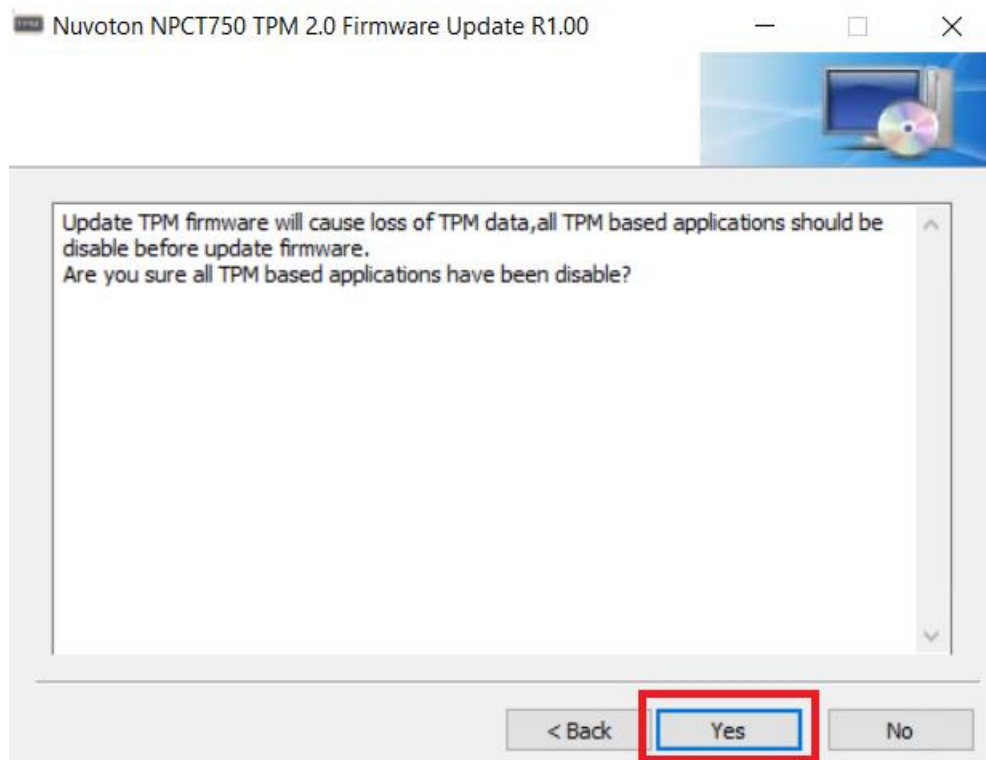 Nuvoton NPCT750 TPM 2.0 Firmware Update R1.00
Update TPM firmware will cause loss of TPM data,all TPM based applications should be
disable before update firmware.
Are you sure all TPM based applications have been disable?
< Back Yes No